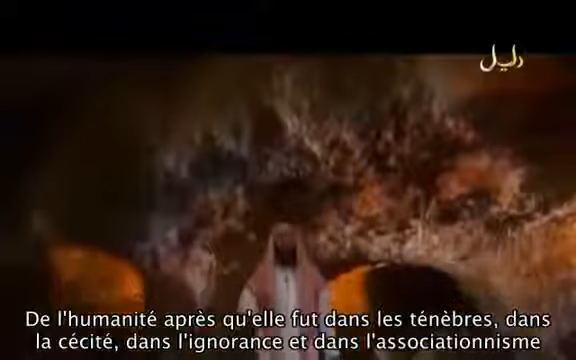 دليل
De l'humanité après qu'elle fut dans les ténèbres, dans
la cécité, dans l'ignorance et dans l'associationnisme